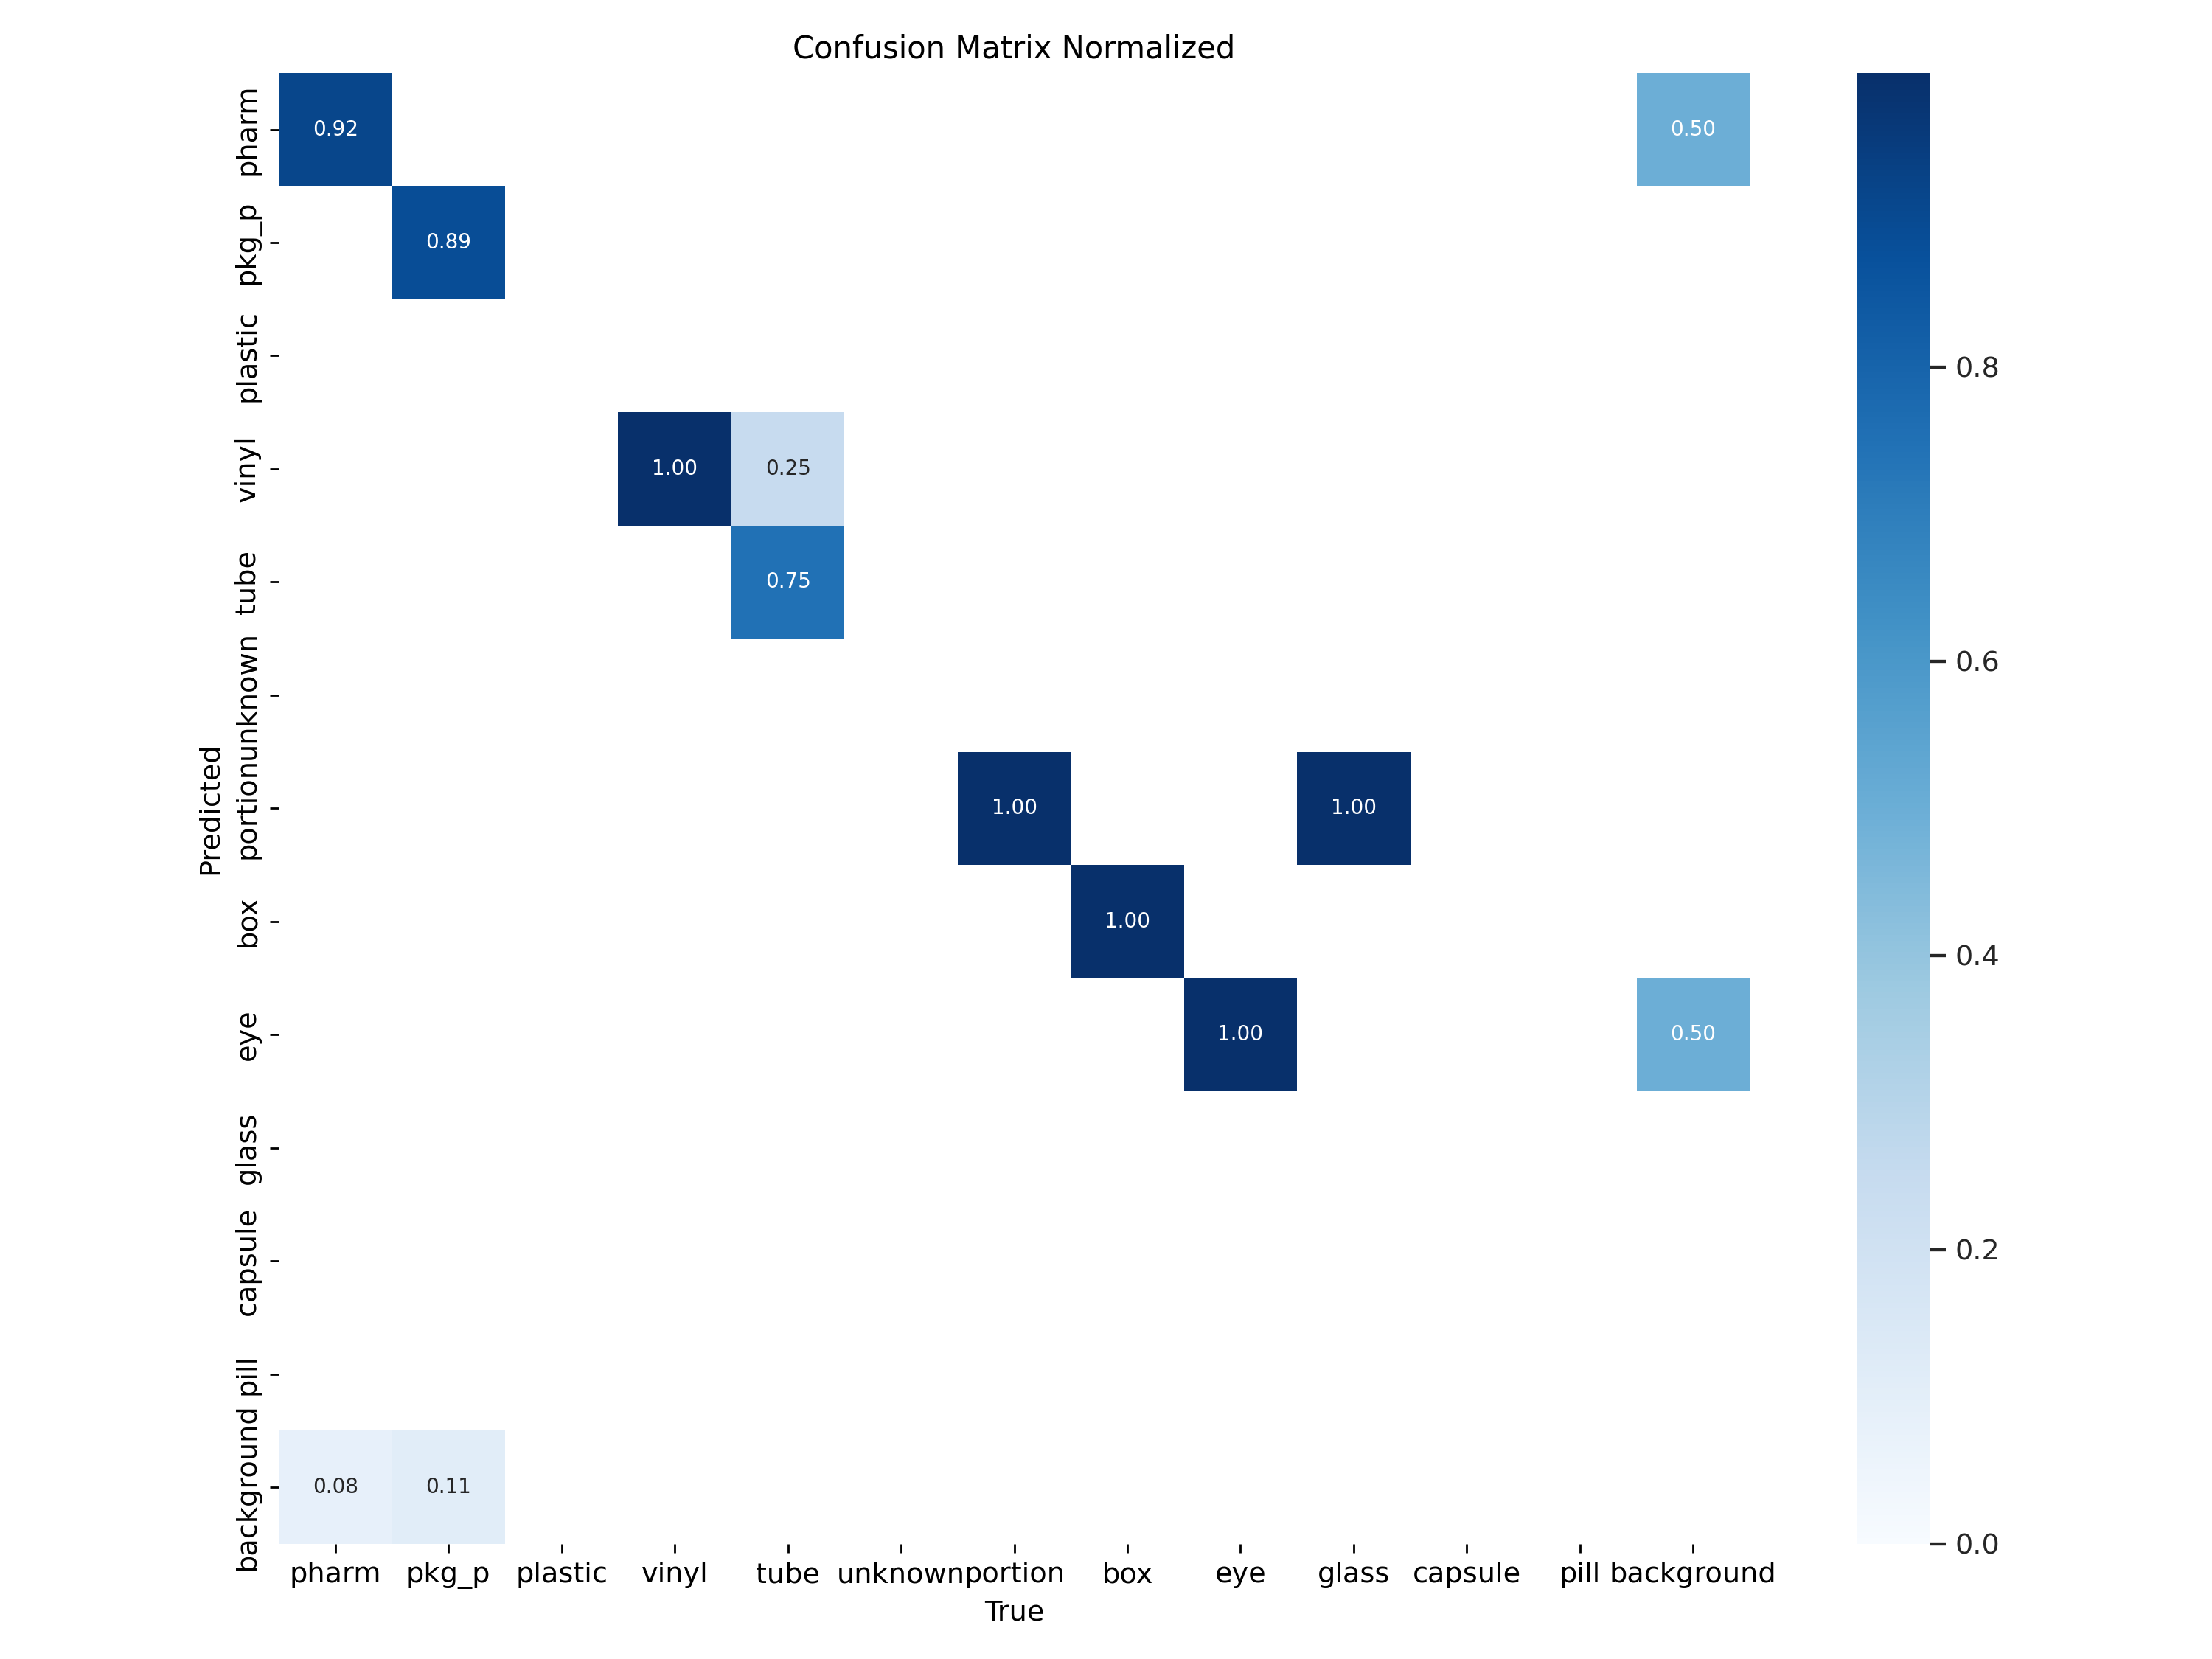 Confusion Matrix Normalized
pharm
0.92
0.50
pkg_p
0.89
plastic
vinyl
1.00
0.25
tube
0.75
unknown
portion
1.00
1.00
box
1.00
eye
1.00
0.50
glass
capsule
pill
background
0.08
0.11
Predicted
pharm pkg_p plastic vinyl tube unknown portion box eye glass capsule pill background
True
0.8
0.6
0.4
0.2
0.0